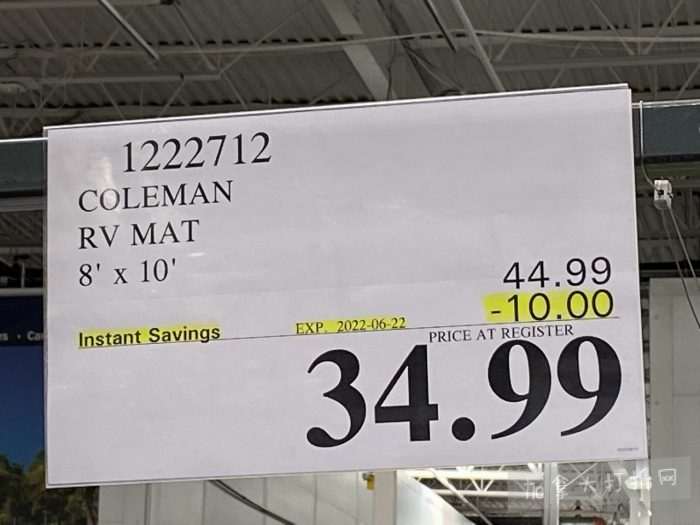 1222712
COLEMAN
RV MAT
8' x 10'
44.99
-10.00
Instant Savings
EXP. 2022-06-22
PRICE AT REGISTER
34.99